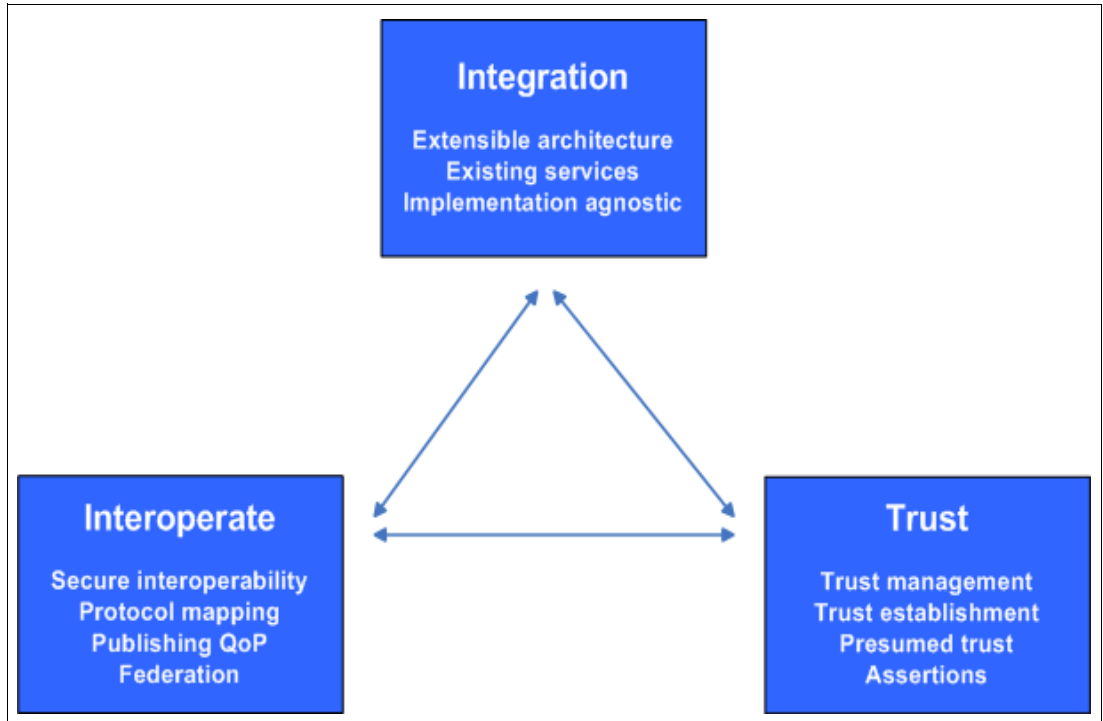 Integration
Extensible architecture
Existing services
Implementation agnostic
Interoperate
Secure interoperability
Protocol mapping
Publishing QoP
Federation
Trust
Trust management
Trust establishment
Presumed trust
Assertions